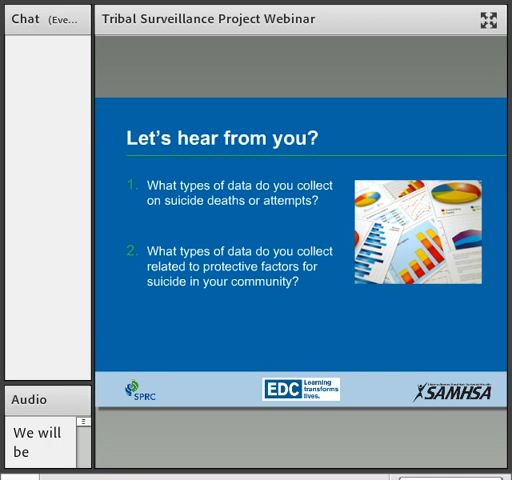 Chat (Eve...
Tribal Surveillance Project Webinar
Let's hear from you?
1. What types of data do you collect
on suicide deaths or attempts?
2. What types of data do you collect
related to protective factors for
suicide in your community?
SPRC
EDC Learning
transforms
lives.
SAMHSA
Audio
We will
be